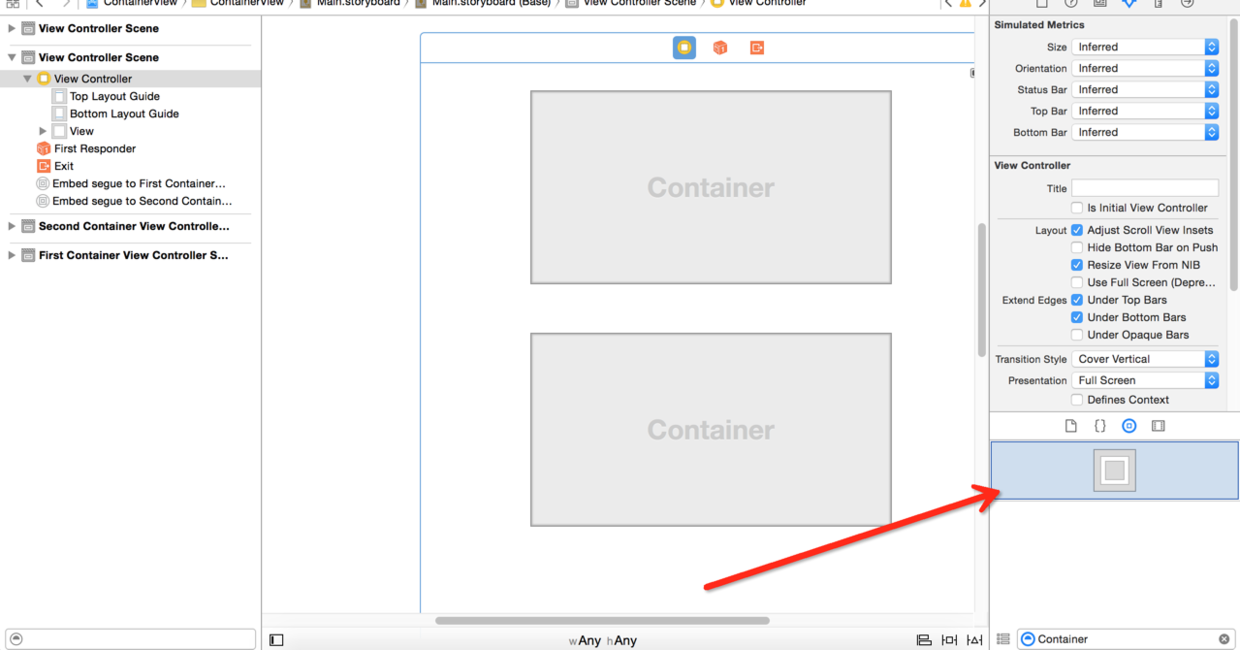 ContainerView ContainerView Main.storyboard Main.storyboard (Base) View Controller Scene View Controller
View Controller Scene
View Controller Scene
View Controller
Top Layout Guide
Bottom Layout Guide
View
First Responder
Exit
Embed segue to First Container...
Embed segue to Second Contain...
Second Container View Controlle...
First Container View Controller S...
Container
Container
wAny hAny
Simulated Metrics
Size Inferred
Orientation Inferred
Status Bar Inferred
Top Bar Inferred
Bottom Bar Inferred
View Controller
Title
Is Initial View Controller
Layout Adjust Scroll View Insets
Hide Bottom Bar on Push
Resize View From NIB
Use Full Screen (Depre...
Extend Edges Under Top Bars
Under Bottom Bars
Under Opaque Bars
Transition Style Cover Vertical
Presentation Full Screen
Defines Context
{}
Container